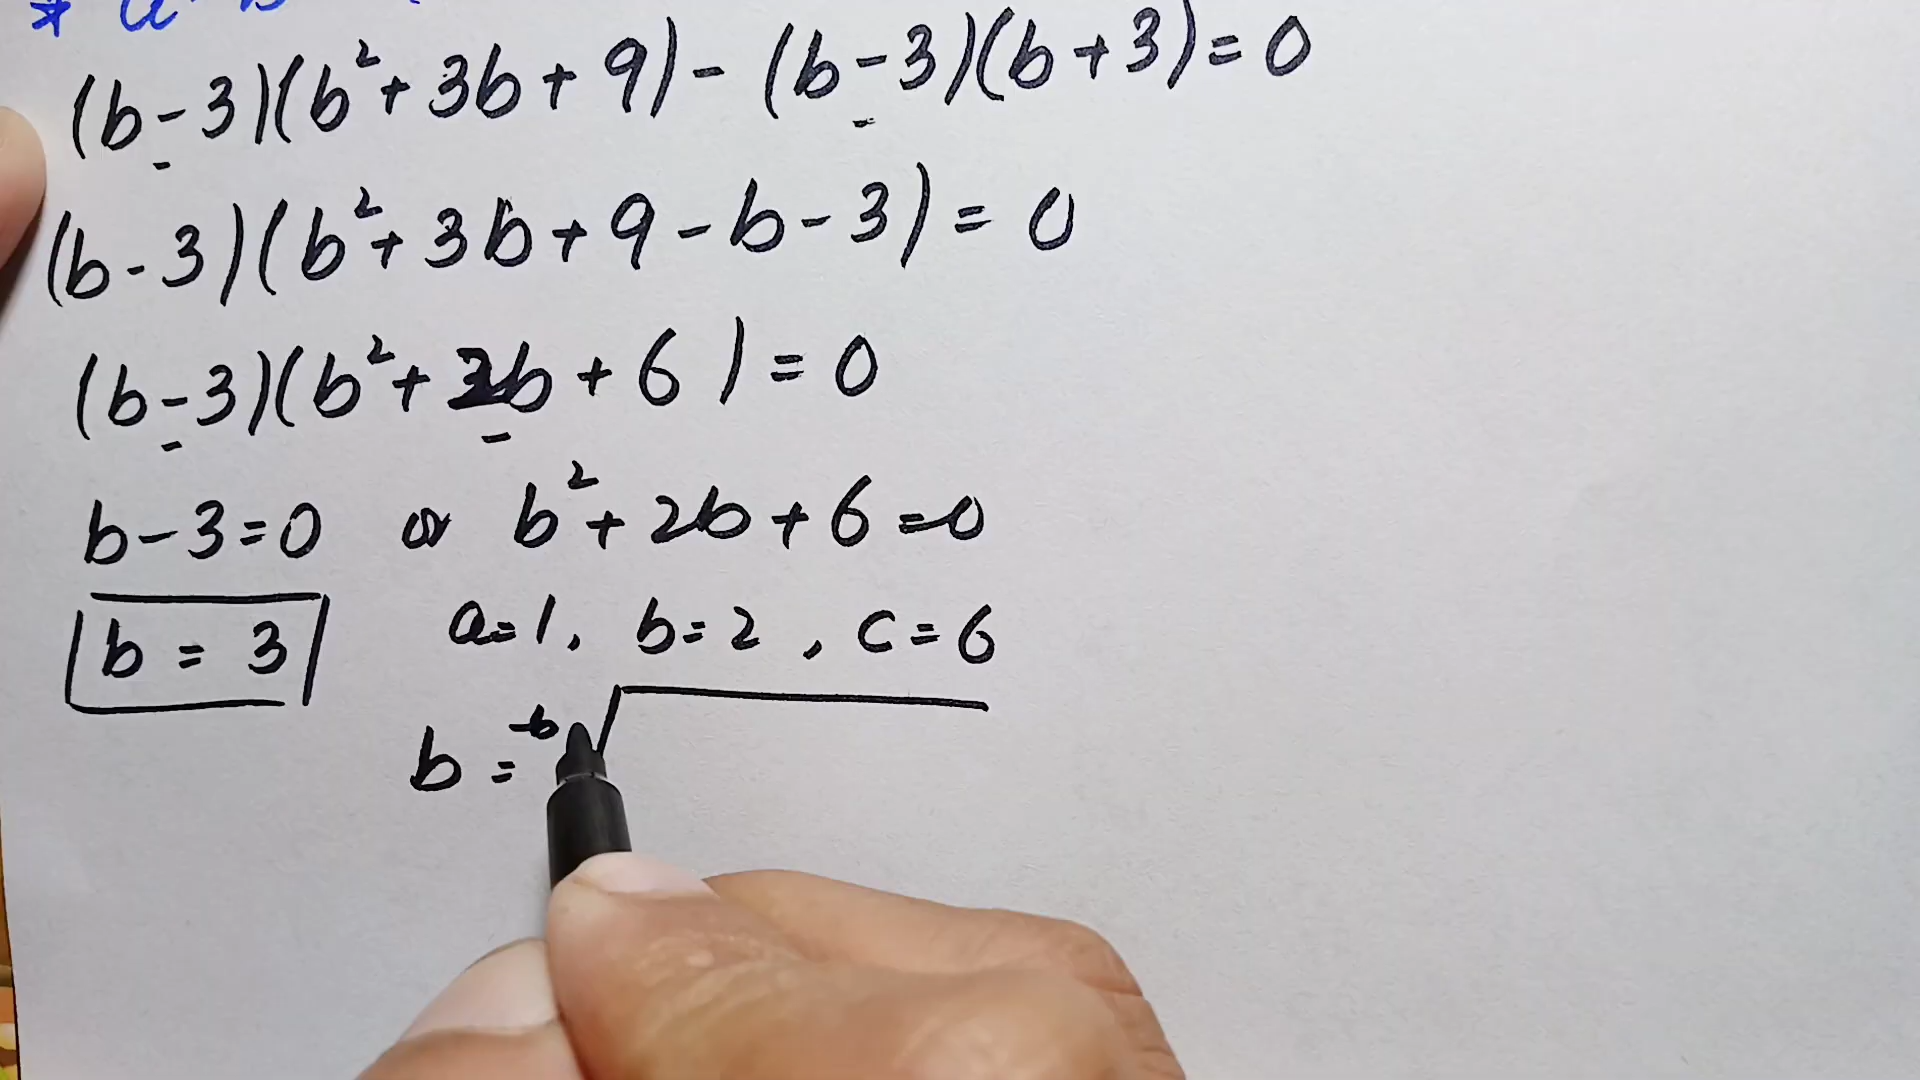 (b-3)(b²+3b+9)-(b-3)(b+3)=0
(b-3)(b²+3b+9-b-3)=0
(b-3)(b²+2b+6)=0
b-3=0 or b²+2b+6=0
b=3 a=1, b=2, c=6
b=-b√